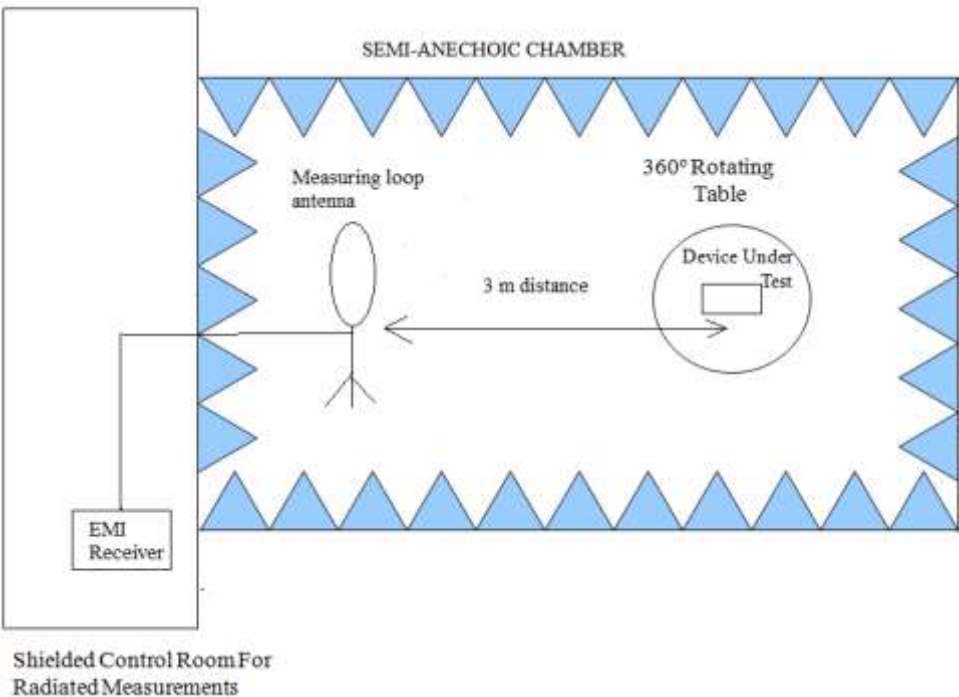 SEMI-ANECHOIC CHAMBER
Measuring loop
antenna
360º Rotating
Table
Device Under
Test
3 m distance
EMI
Receiver
Shielded Control Room For
Radiated Measurements